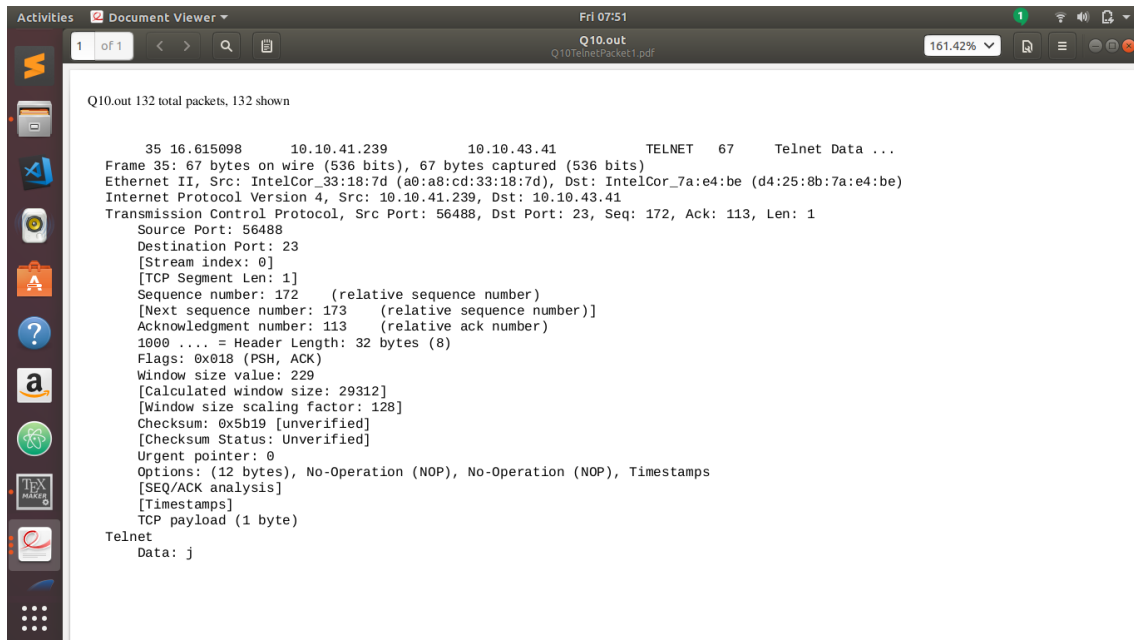 Activities Document Viewer Fri 07:51 1
1 of 1 Q10.out 161.42%
Q10TelnetPacket1.pdf
Q10.out 132 total packets, 132 shown
35 16.615098 10.10.41.239 10.10.43.41 TELNET 67 Telnet Data ...
Frame 35: 67 bytes on wire (536 bits), 67 bytes captured (536 bits)
Ethernet II, Src: IntelCor_33:18:7d (a0:a8:cd:33:18:7d), Dst: IntelCor_7a:e4:be (d4:25:8b:7a:e4:be)
Internet Protocol Version 4, Src: 10.10.41.239, Dst: 10.10.43.41
Transmission Control Protocol, Src Port: 56488, Dst Port: 23, Seq: 172, Ack: 113, Len: 1
Source Port: 56488
Destination Port: 23
[Stream index: 0]
[TCP Segment Len: 1]
Sequence number: 172 (relative sequence number)
[Next sequence number: 173 (relative sequence number)]
Acknowledgment number: 113 (relative ack number)
1000 .... = Header Length: 32 bytes (8)
Flags: 0x018 (PSH, ACK)
Window size value: 229
[Calculated window size: 29312]
[Window size scaling factor: 128]
Checksum: 0x5b19 [unverified]
[Checksum Status: Unverified]
Urgent pointer: 0
Options: (12 bytes), No-Operation (NOP), No-Operation (NOP), Timestamps
[SEQ/ACK analysis]
[Timestamps]
TCP payload (1 byte)
Telnet
Data: j
A
?
a
TEX
MAKER